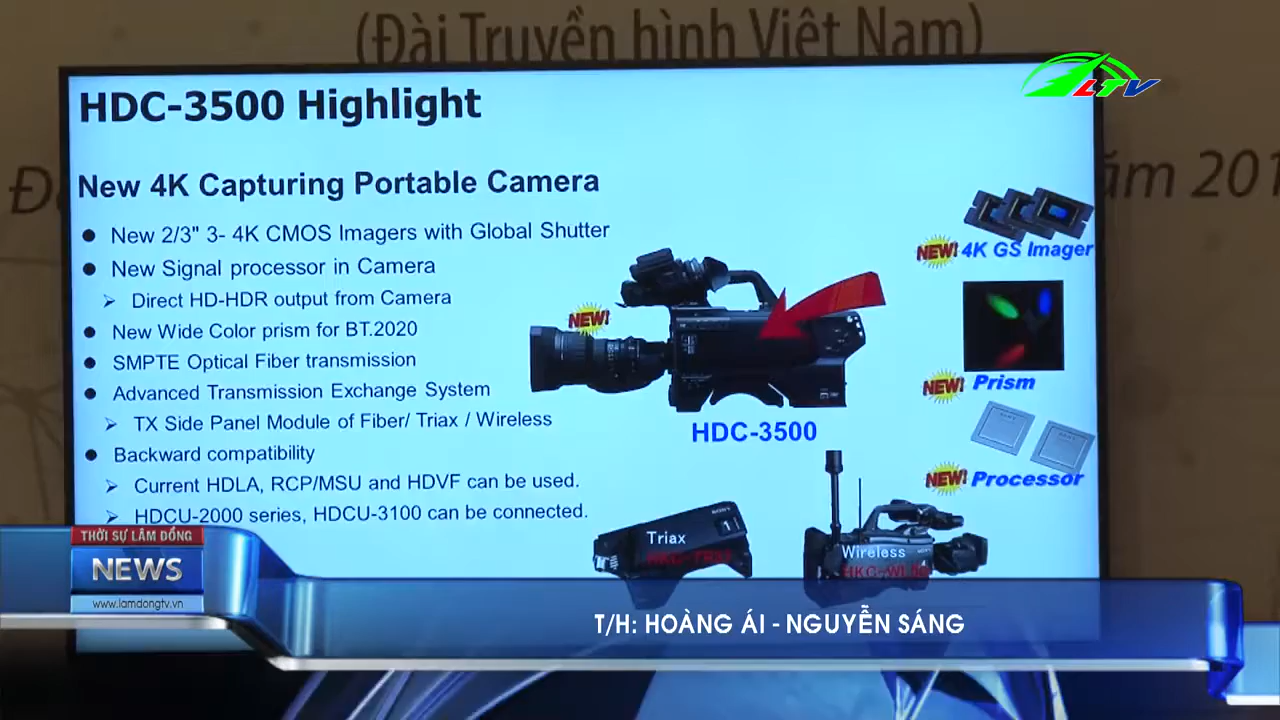 (Đài Truyền hình Việt Nam)
LTV
HDC-3500 Highlight
New 4K Capturing Portable Camera
ăm 201
● New 2/3" 3- 4K CMOS Imagers with Global Shutter
NEW! 4K GS Imager
● New Signal processor in Camera
➢ Direct HD-HDR output from Camera
NEW!
● New Wide Color prism for BT.2020
● SMPTE Optical Fiber transmission
NEW! Prism
● Advanced Transmission Exchange System
➢ TX Side Panel Module of Fiber/ Triax / Wireless
HDC-3500
● Backward compatibility
➢ Current HDLA, RCP/MSU and HDVF can be used.
NEW! Processor
➢ HDCU-2000 series, HDCU-3100 can be connected.
SONY
1
Triax
Wireless
THỜI SỰ LÂM ĐỒNG
NEWS
www.lamdongtv.vn
T/H: HOÀNG ÁI - NGUYỄN SÁNG